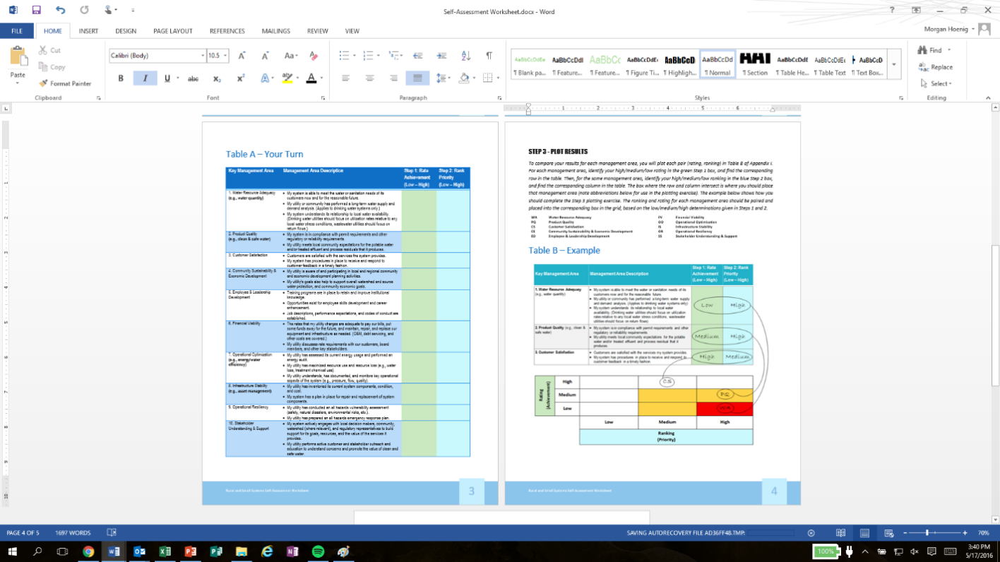 Self-Assessment Worksheet.docx - Word
FILE HOME INSERT DESIGN PAGE LAYOUT REFERENCES MAILINGS REVIEW VIEW
Morgan Hoenig
Paste
Cut
Copy
Format Painter
Clipboard
Calibri (Body) 10.5
Font
Paragraph
AaBbCcDdEe AaBbCcDdI AaBbCc AaBbCcDdE AaBbCcD AaBbCcDd AaBbCcDdE AaBbCcDdE AaBbCcD
¶ Blank pa... ¶ Feature... ¶ Feature... ¶ Figure Ti... ¶ Highligh... ¶ Normal ¶ Section ¶ Table He... ¶ Table Text ¶ Text Box...
Styles
Find
Replace
Select
Editing
Table A – Your Turn
Key Management Area Management Area Description Step 1: Rate Achievement (Low – High) Step 2: Rank Priority (Low – High)
1. Water Resource Adequacy
(e.g., water quantity)
• My system is able to meet the water or sanitation needs of its
customers now and for the reasonable future.
• My utility or community has performed a long-term water supply and
demand analysis. (Applies to drinking water systems only.)
• My system understands its relationship to local water availability.
(Drinking water utilities should focus on utilization rates relative to any
local water stress conditions, wastewater utilities should focus on
return flows.)
2. Product Quality
(e.g., clean & safe water)
• My system is in compliance with permit requirements and other
regulatory or reliability requirements.
• My utility meets local community expectations for the potable water
and/or treated effluent and process residuals that it produces.
3. Customer Satisfaction
• Customers are satisfied with the services the system provides.
• My system has procedures in place to receive and respond to
customer feedback in a timely fashion.
4. Community Sustainability &
Economic Development
• My utility is aware of and participating in local and regional community
and economic development planning activities.
• My utility's goals also help to support overall watershed and source
water protection, and community economic goals.
5. Employee & Leadership
Development
• Training programs are in place to retain and improve institutional
knowledge.
• Opportunities exist for employee skills development and career
enhancement.
• Job descriptions, performance expectations, and codes of conduct are
established.
6. Financial Viability
• The rates that my utility charges are adequate to pay our bills, put
some funds away for the future, and maintain, repair, and replace our
equipment and infrastructure as needed. (O&M, debt servicing, and
other costs are covered.)
• My utility discusses rate requirements with our customers, board
members, and other key stakeholders.
7. Operational Optimization
(e.g., energy/water
efficiency)
• My utility has assessed its current energy usage and performed an
energy audit.
• My utility has maximized resource use and resource loss (e.g., water
loss, treatment chemical use).
• My utility understands, has documented, and monitors key operational
aspects of the system (e.g., pressure, flow, quality).
8. Infrastructure Stability
(e.g., asset management)
• My utility has inventoried its current system components, condition,
and cost.
• My system has a plan in place for repair and replacement of system
components.
9. Operational Resiliency
• My utility has conducted an all hazards vulnerability assessment
(safety, natural disasters, environmental risks, etc.).
• My utility has prepared an all hazards emergency response plan.
10. Stakeholder
Understanding & Support
• My system actively engages with local decision makers, community,
watershed (where relevant), and regulatory representatives to build
support for its goals, resources, and the value of the services it
provides.
• My utility performs active customer and stakeholder outreach and
education to understand concerns and promote the value of clean and
safe water.
Rural and Small Systems Self-Assessment Worksheet
3
STEP 3 - PLOT RESULTS
To compare your results for each management area, you will plot each pair (rating, ranking) in Table B of Appendix I.
For each management area, identify your high/medium/low rating in the green Step 1 box, and find the corresponding
row in the table. Then, for the same management area, identify your high/medium/low ranking in the blue Step 2 box,
and find the corresponding column in the table. The box where the row and column intersect is where you should place
that management area (note abbreviations below for use in the plotting exercise). The example below shows how you
should complete the Step 3 plotting exercise. The ranking and rating for each management area should be paired and
placed into the corresponding box in the grid, based on the low/medium/high determinations given in Steps 1 and 2.
WA Water Resource Adequacy FV Financial Viability
PQ Product Quality OO Operational Optimization
CS Customer Satisfaction IS Infrastructure Stability
CE Community Sustainability & Economic Development OR Operational Resiliency
ED Employee & Leadership Development SS Stakeholder Understanding & Support
Table B – Example
Key Management Area Management Area Description Step 1: Rate Achievement (Low – High) Step 2: Rank Priority (Low – High)
1. Water Resource Adequacy
(e.g., water quantity)
• My system is able to meet the water or sanitation needs of its
customers now and for the reasonable future.
• My utility or community has performed a long-term water supply
and demand analysis (Applies to drinking water systems only)
• My system understands its relationship to local water
availability. (Drinking water utilities should focus on utilization
rates relative to any local water stress conditions, wastewater
utilities should focus on return flows)
Low High
2. Product Quality (e.g., clean &
safe water)
• My system is in compliance with permit requirements and other
regulatory or reliability requirements
• My utility meets local community expectations for the potable
water and/or treated effluent and process residual that it
produces.
Medium High
3. Customer Satisfaction
• Customers are satisfied with the services my system provides.
• My system has procedures in place to receive and respond to
customer feedback in a timely fashion.
High Medium
Rating
(Achievement)
High CS
Medium PQ
Low WA
Low Medium High
Ranking
(Priority)
Rural and Small Systems Self-Assessment Worksheet
4
PAGE 4 OF 5 1697 WORDS SAVING AUTORECOVERY FILE AD36FF48.TMP: 70%
100%
3:40 PM
5/17/2016